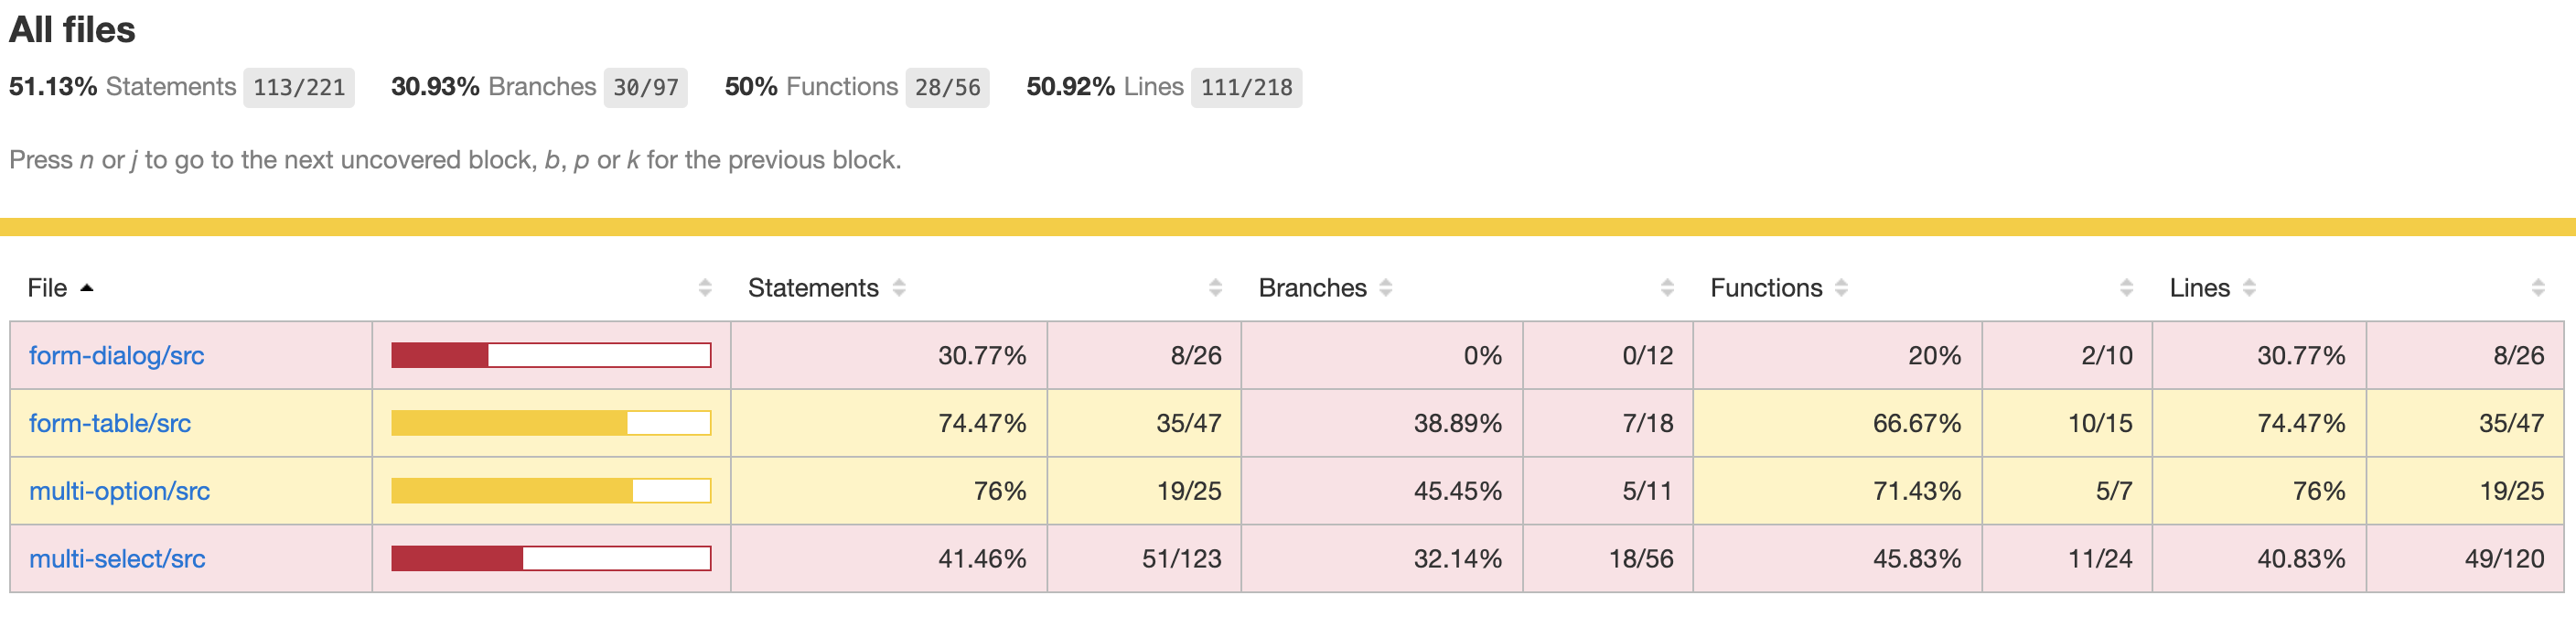 All files
51.13% Statements 113/221 30.93% Branches 30/97 50% Functions 28/56 50.92% Lines 111/218
Press n or j to go to the next uncovered block, b, p or k for the previous block.
File Statements Branches Functions Lines
form-dialog/src 30.77% 8/26 0% 0/12 20% 2/10 30.77% 8/26
form-table/src 74.47% 35/47 38.89% 7/18 66.67% 10/15 74.47% 35/47
multi-option/src 76% 19/25 45.45% 5/11 71.43% 5/7 76% 19/25
multi-select/src 41.46% 51/123 32.14% 18/56 45.83% 11/24 40.83% 49/120